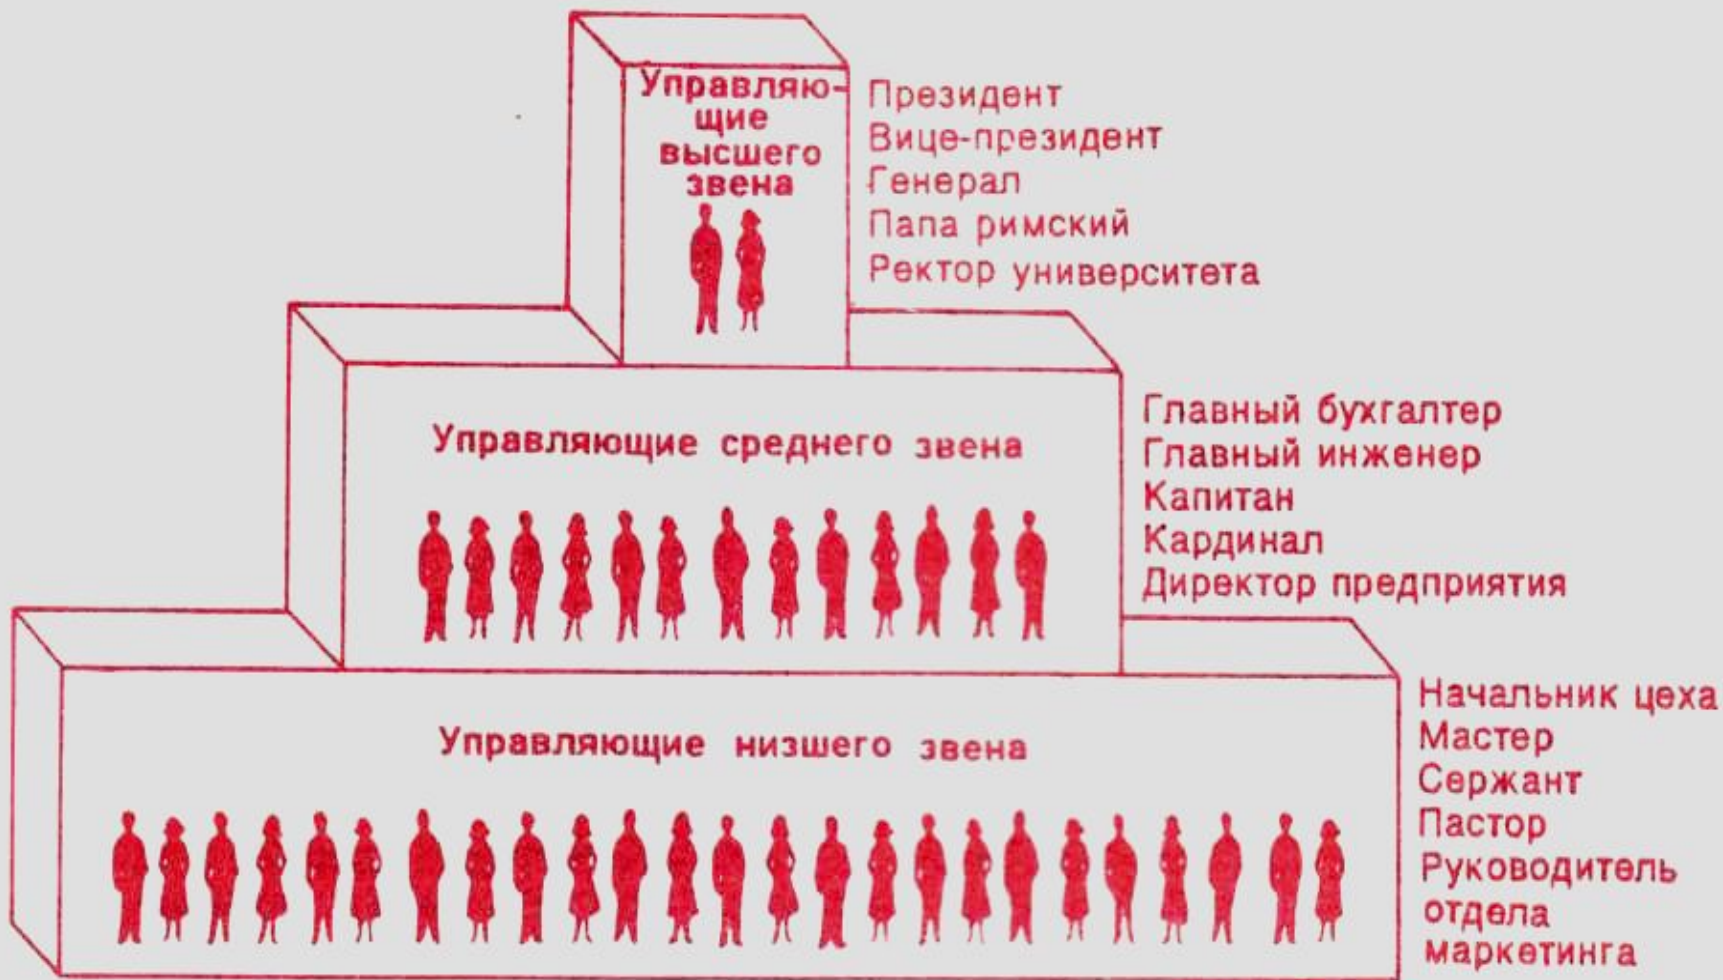 Управляю-
щие
высшего
звена
Президент
Вице-президент
Генерал
Папа римский
Ректор университета
Управляющие среднего звена
Главный бухгалтер
Главный инженер
Капитан
Кардинал
Директор предприятия
Управляющие низшего звена
Начальник цеха
Мастер
Сержант
Пастор
Руководитель
отдела
маркетинга